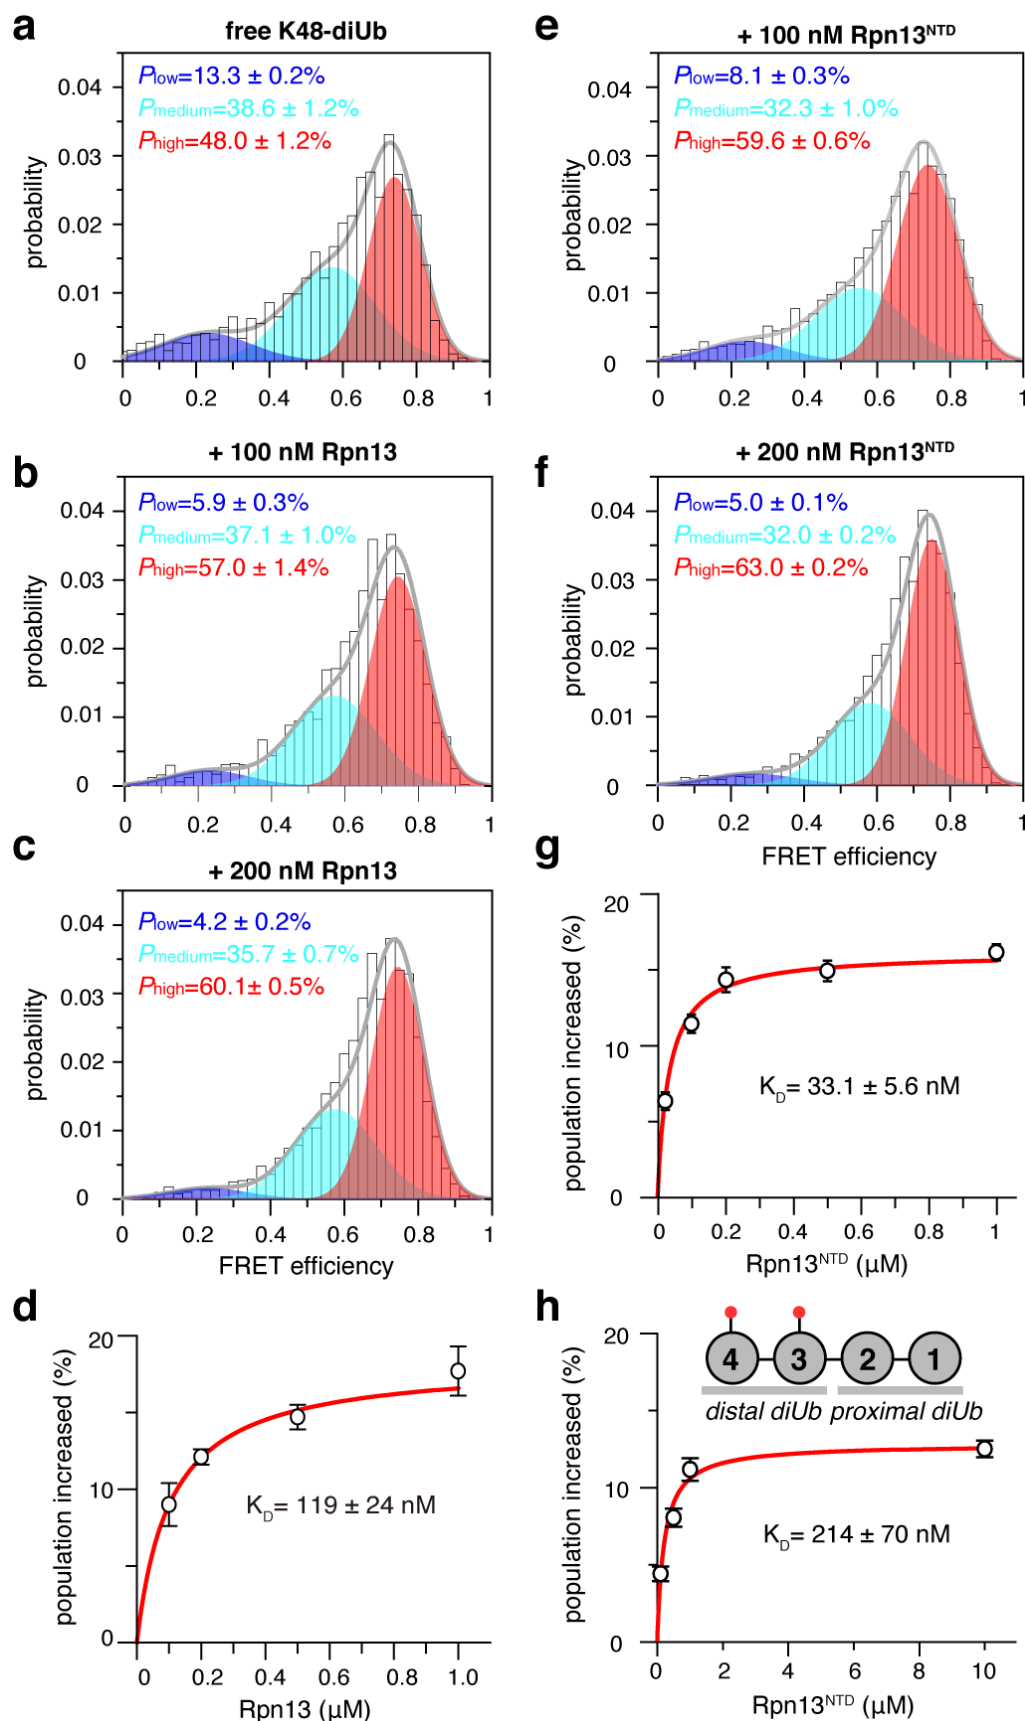 a
free K48-diUb
Plow=13.3 ± 0.2%
Pmedium=38.6 ± 1.2%
Phigh=48.0 ± 1.2%
probability
0.04
0.03
0.02
0.01
0
0 0.2 0.4 0.6 0.8 1
b
+ 100 nM Rpn13
Plow=5.9 ± 0.3%
Pmedium=37.1 ± 1.0%
Phigh=57.0 ± 1.4%
probability
0.04
0.03
0.02
0.01
0
0 0.2 0.4 0.6 0.8 1
c
+ 200 nM Rpn13
Plow=4.2 ± 0.2%
Pmedium=35.7 ± 0.7%
Phigh=60.1± 0.5%
probability
0.04
0.03
0.02
0.01
0
0 0.2 0.4 0.6 0.8 1
FRET efficiency
d
population increased (%)
20
10
0
KD= 119 ± 24 nM
0 0.2 0.4 0.6 0.8 1.0
Rpn13 (µM)
e
+ 100 nM Rpn13NTD
Plow=8.1 ± 0.3%
Pmedium=32.3 ± 1.0%
Phigh=59.6 ± 0.6%
probability
0.04
0.03
0.02
0.01
0
0 0.2 0.4 0.6 0.8 1
f
+ 200 nM Rpn13NTD
Plow=5.0 ± 0.1%
Pmedium=32.0 ± 0.2%
Phigh=63.0 ± 0.2%
probability
0.04
0.03
0.02
0.01
0
0 0.2 0.4 0.6 0.8 1
FRET efficiency
g
population increased (%)
20
10
0
KD= 33.1 ± 5.6 nM
0 0.2 0.4 0.6 0.8 1
Rpn13NTD (µM)
h
population increased (%)
20
10
0
4 3 2 1
distal diUb proximal diUb
KD= 214 ± 70 nM
0 2 4 6 8 10
Rpn13NTD (µM)